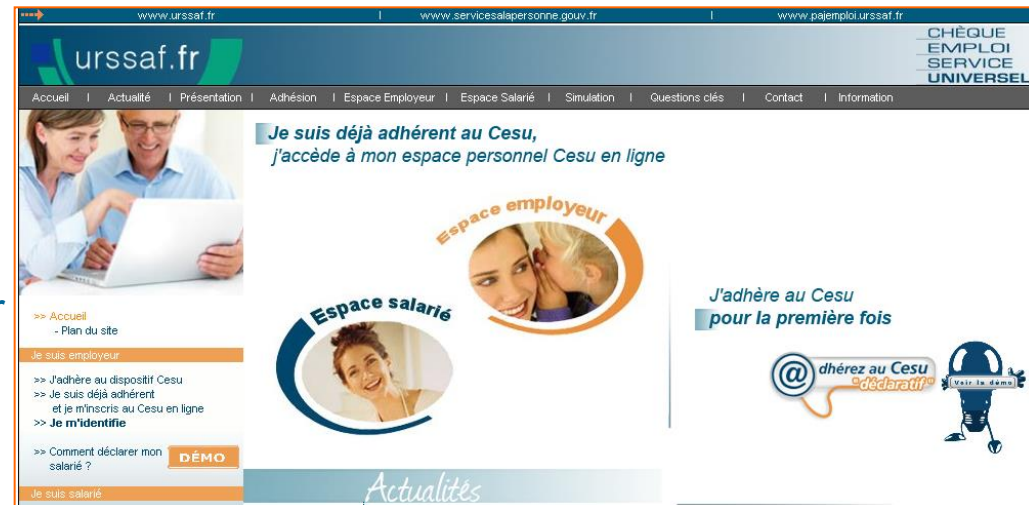 www.urssaf.fr | www.servicesalapersonne.gouv.fr | www.pajemploi.urssaf.fr
urssaf.fr
CHÈQUE
EMPLOI
SERVICE
UNIVERSEL
Accueil | Actualité | Présentation | Adhésion | Espace Employeur | Espace Salarié | Simulation | Questions clés | Contact | Information
Je suis déjà adhérent au Cesu,
j'accède à mon espace personnel Cesu en ligne
Espace employeur
Espace salarié
J'adhère au Cesu
pour la première fois
@dhérez au Cesu
"déclaratif"
Voir la démo
>> Accueil
- Plan du site
Je suis employeur
>> J'adhère au dispositif Cesu
>> Je suis déjà adhérent
et je m'inscris au Cesu en ligne
>> Je m'identifie
>> Comment déclarer mon
salarié ?
DÉMO
Je suis salarié
Actualités